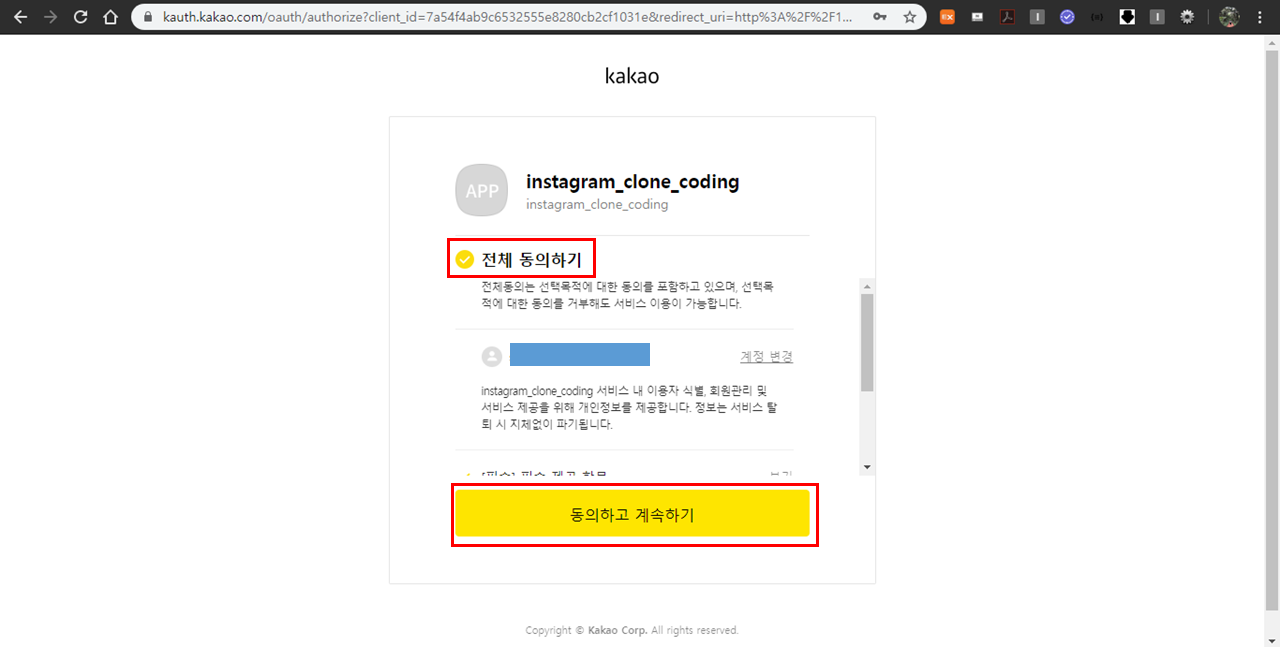 kauth.kakao.com/oauth/authorize?client_id=7a54f4ab9c6532555e8280cb2cf1031e&redirect_uri=http%3A%2F%2F1...
kakao
APP
instagram_clone_coding
instagram_clone_coding
전체 동의하기
전체동의는 선택목적에 대한 동의를 포함하고 있으며, 선택목
적에 대한 동의를 거부해도 서비스 이용이 가능합니다.
계정 변경
instagram_clone_coding 서비스 내 이용자 식별, 회원관리 및
서비스 제공을 위해 개인정보를 제공합니다. 정보는 서비스 탈
퇴 시 지체없이 파기됩니다.
동의하고 계속하기
Copyright © Kakao Corp. All rights reserved.